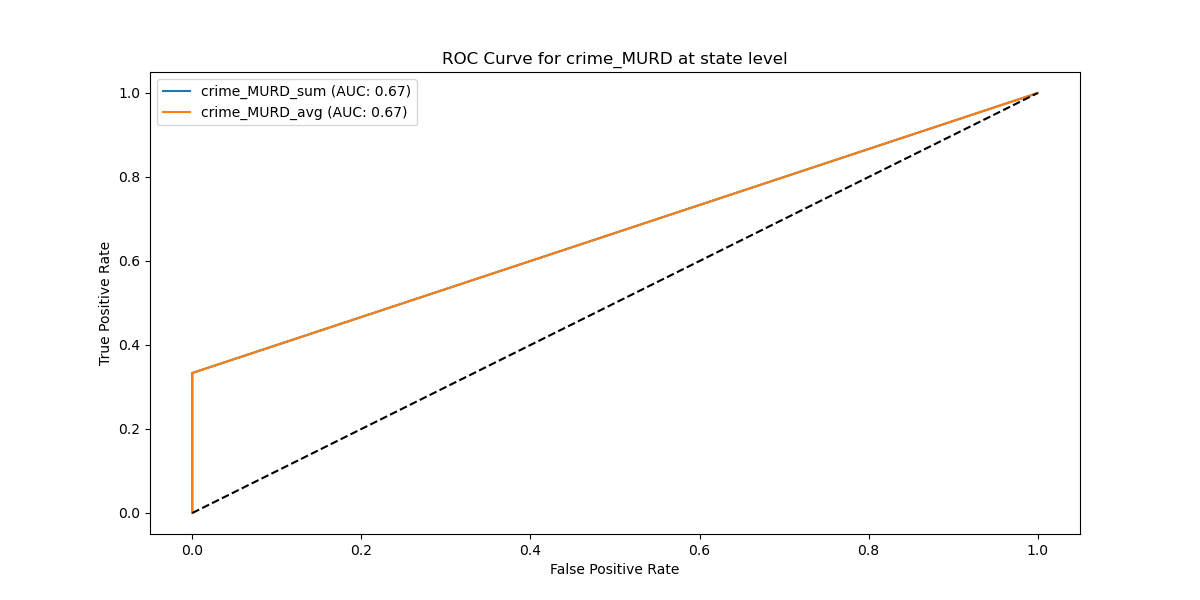 ROC Curve for crime_MURD at state level
crime_MURD_sum (AUC: 0.67)
crime_MURD_avg (AUC: 0.67)
1.0
0.8
0.6
0.4
0.2
0.0
True Positive Rate
0.0 0.2 0.4 0.6 0.8 1.0
False Positive Rate